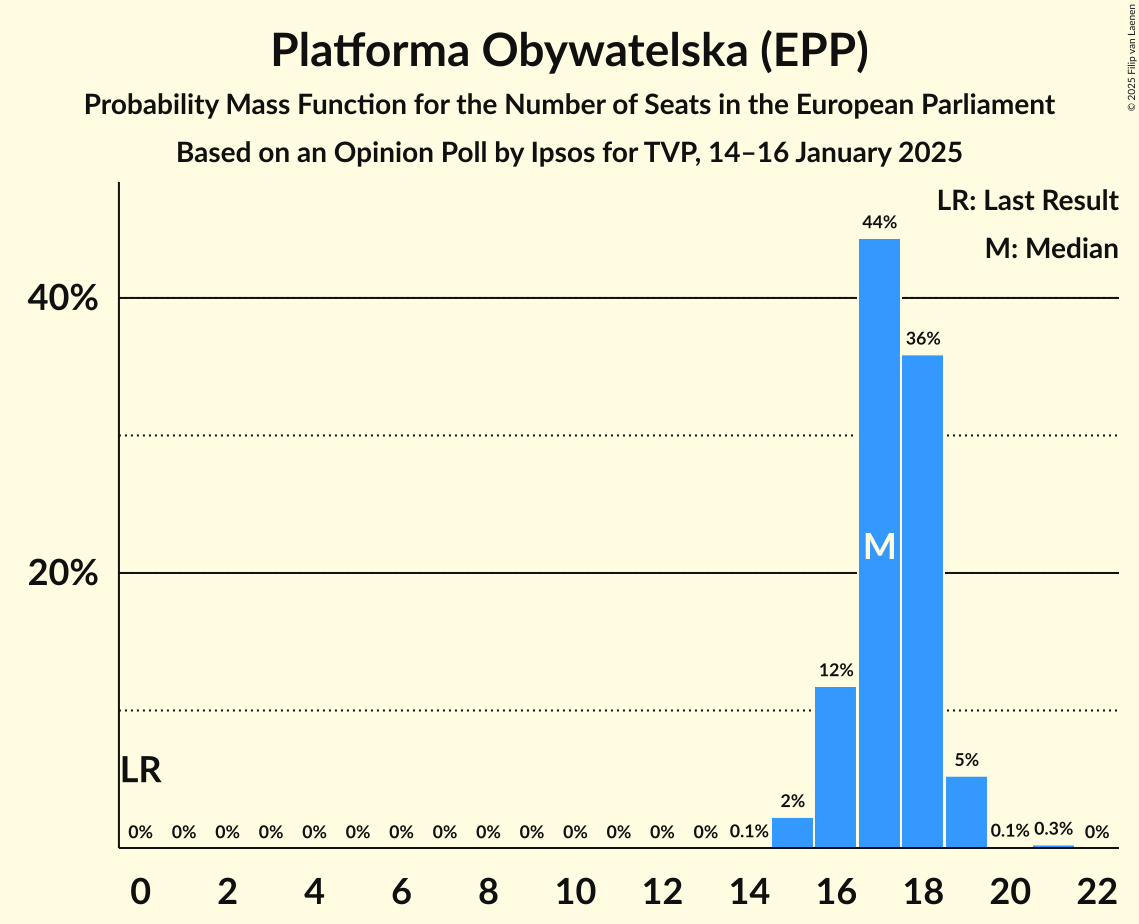 Platforma Obywatelska (EPP)
Probability Mass Function for the Number of Seats in the European Parliament
Based on an Opinion Poll by Ipsos for TVP, 14–16 January 2025
© 2025 Filip van Laenen
LR: Last Result
M: Median
44%
40%
36%
M
20%
12%
LR
5%
2%
0% 0% 0% 0% 0% 0% 0% 0% 0% 0% 0% 0% 0% 0% 0.1% 0.1% 0.3% 0%
0 2 4 6 8 10 12 14 16 18 20 22